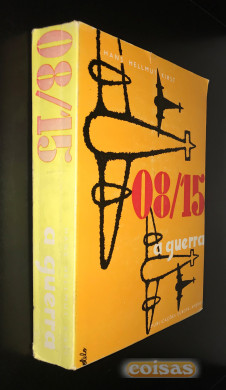 08/15
a guerra
HANS HELLMUT KIRST
08/15
a guerra
coisas